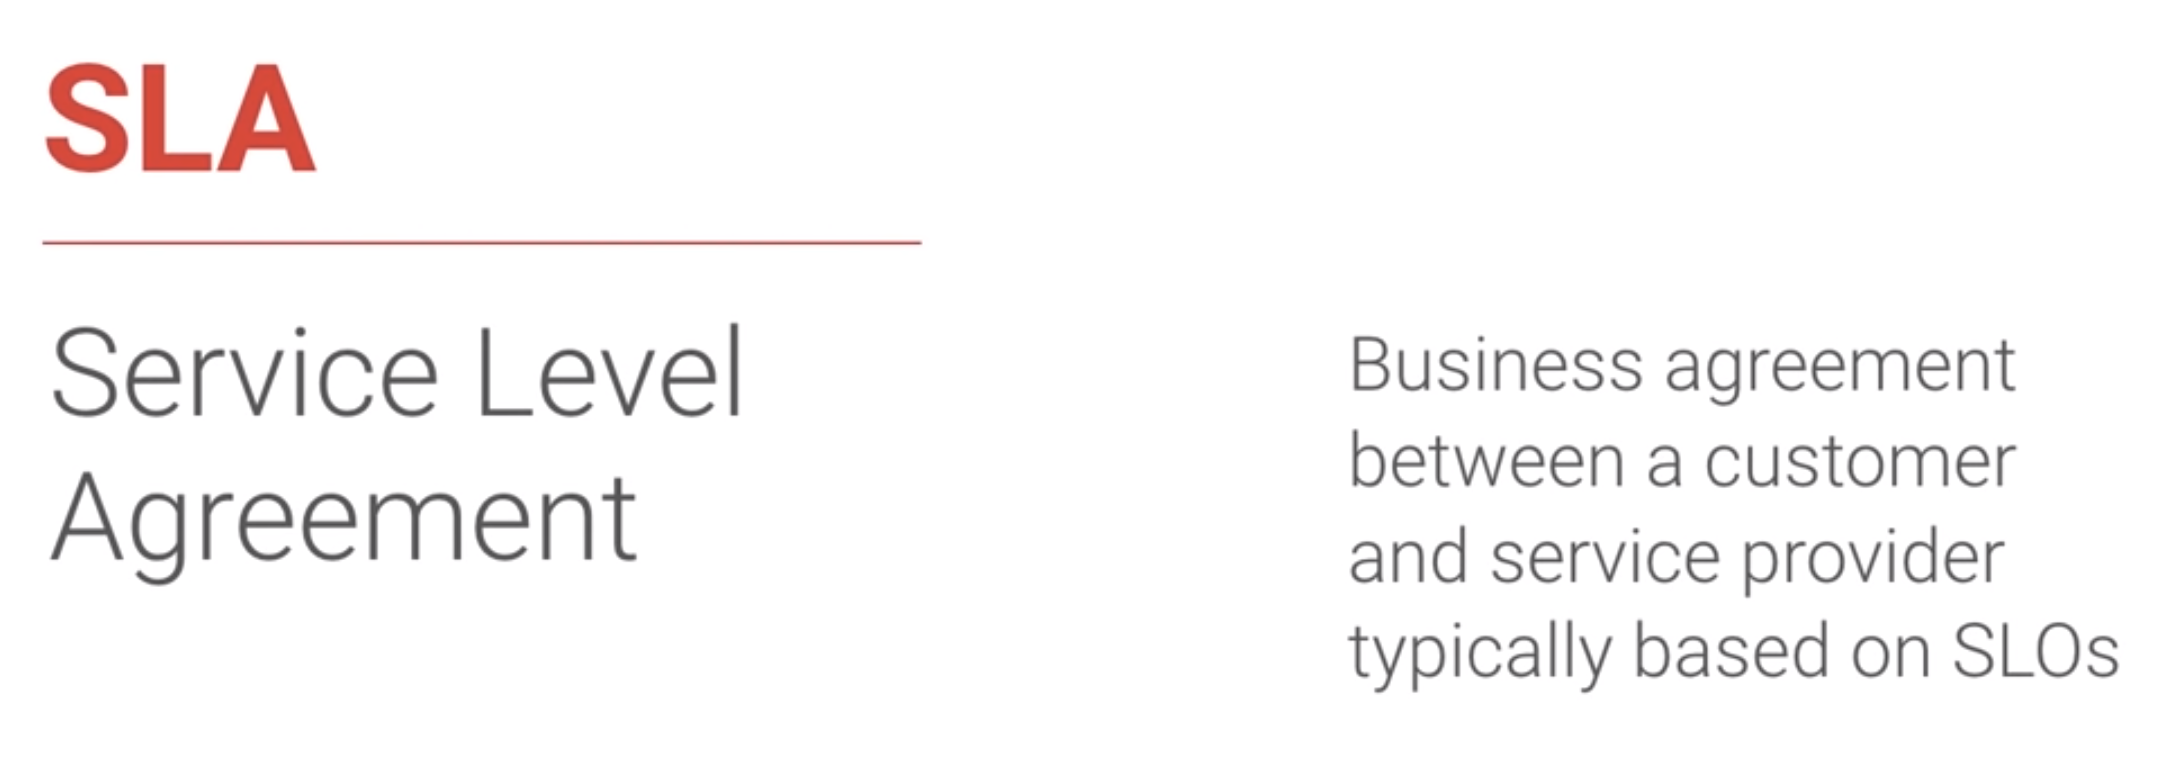 SLA
Service Level
Agreement
Business agreement
between a customer
and service provider
typically based on SLOs